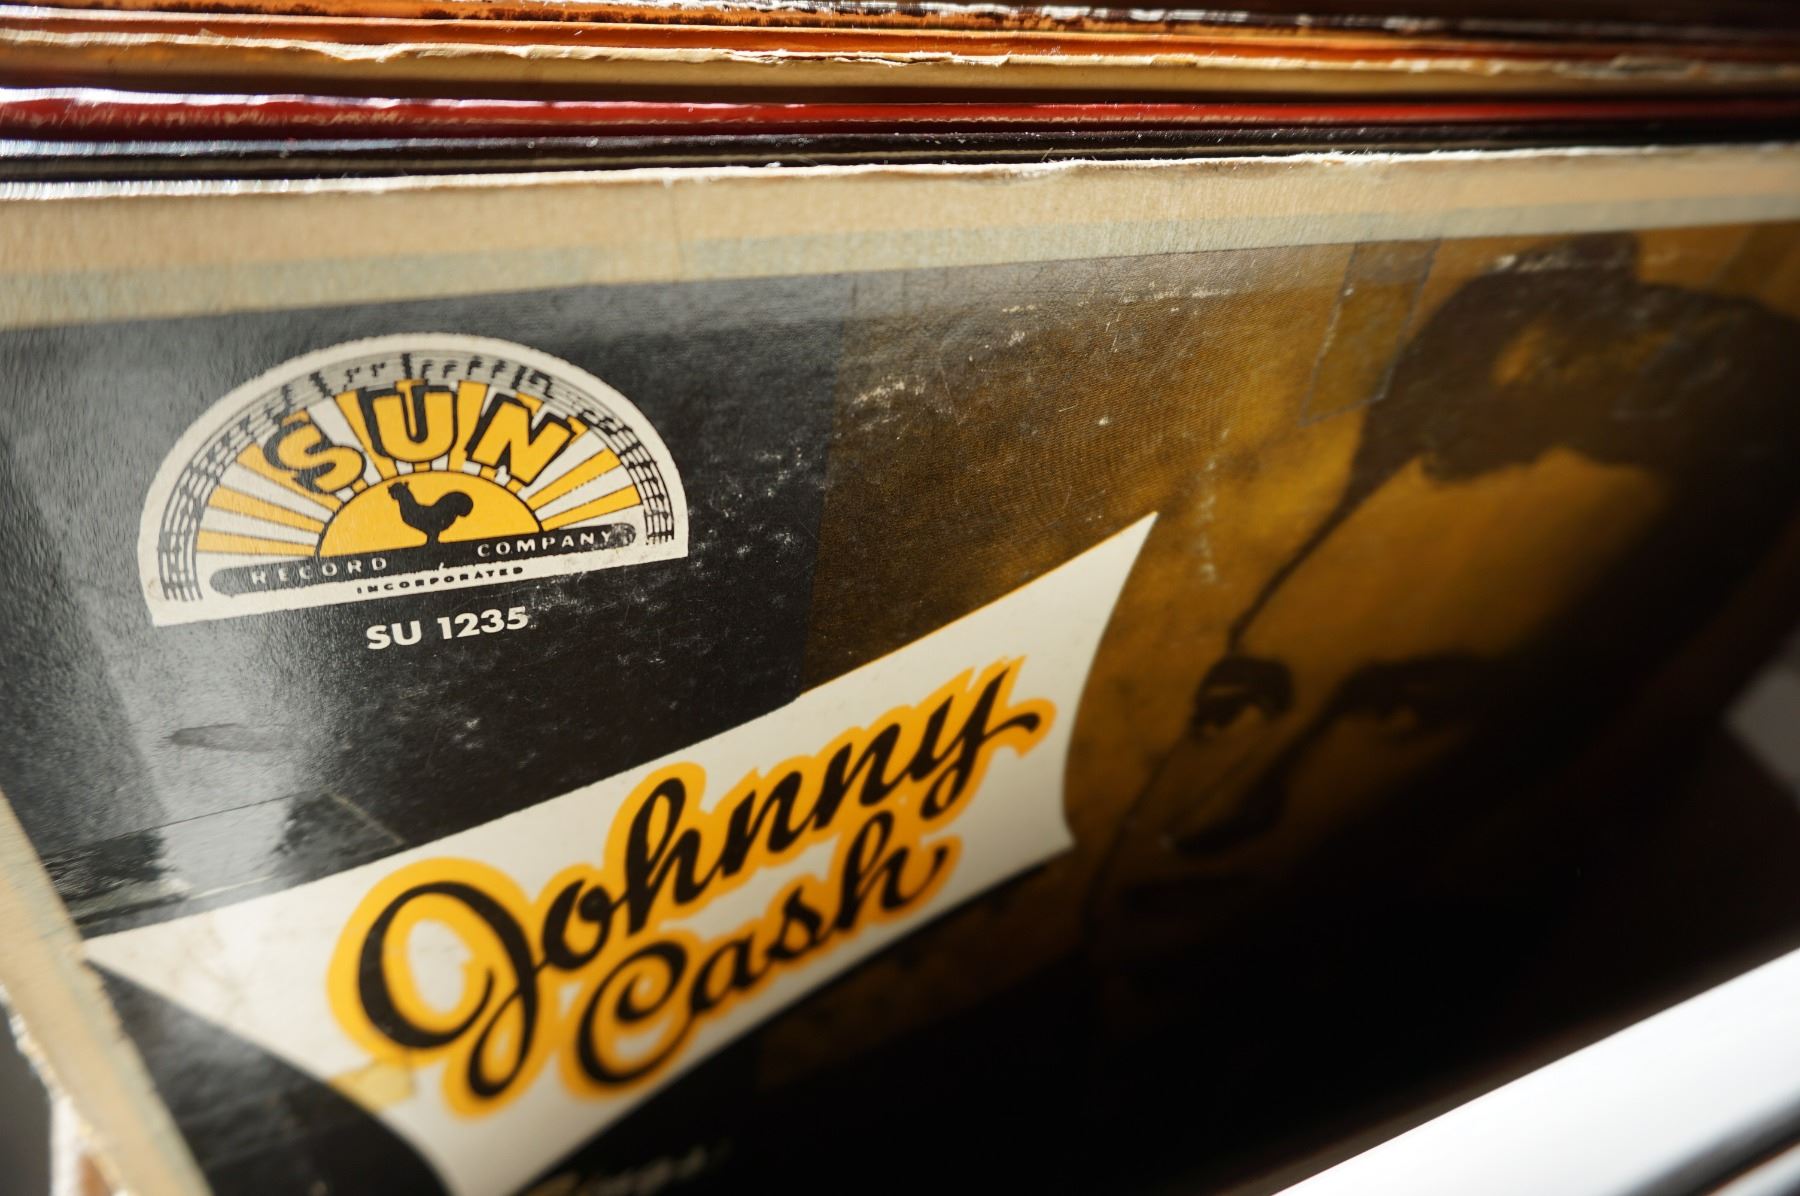 SUN
RECORD COMPANY
INCORPORATED
SU 1235
Johnny
Cash